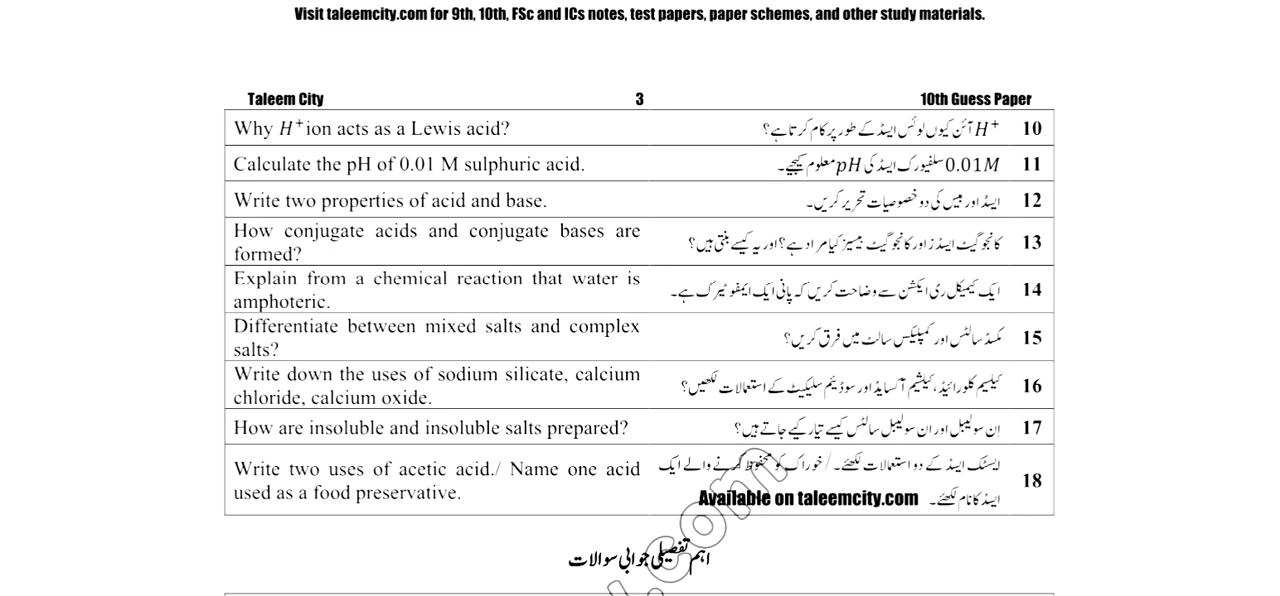 Visit taleemcity.com for 9th, 10th, FSc and ICs notes, test papers, paper schemes, and other study materials.
Taleem City 3 10th Guess Paper
Why H⁺ion acts as a Lewis acid? H⁺ آئن کیوں لوئس ایسڈ کے طور پر کام کرتا ہے؟ 10
Calculate the pH of 0.01 M sulphuric acid. 0.01M سلفیورک ایسڈ کی pH معلوم کیجیے۔ 11
Write two properties of acid and base. ایسڈ اور بیس کی دو خصوصیات تحریر کریں۔ 12
How conjugate acids and conjugate bases are
formed? کانجوگیٹ ایسڈز اور کانجوگیٹ بیسیز کیا مراد ہے؟ اور یہ کیسے بنتی ہیں؟ 13
Explain from a chemical reaction that water is
amphoteric. ایک کیمیکل ری ایکشن سے وضاحت کریں کہ پانی ایک ایمفوٹیرک ہے۔ 14
Differentiate between mixed salts and complex
salts? مکسڈ سالٹس اور کمپلیکس سالٹ میں فرق کریں؟ 15
Write down the uses of sodium silicate, calcium
chloride, calcium oxide. کیلسیم کلورائیڈ، کیلشیم آکسایڈ اور سوڈیئم سلیکیٹ کے استعمالات لکھیں؟ 16
How are insoluble and insoluble salts prepared? اِن سولیبل اور ان سولیبل سالٹس کیسے تیار کیے جاتے ہیں؟ 17
Write two uses of acetic acid./ Name one acid ایسٹک ایسڈ کے دو استعمالات لکھئے۔ / خوراک کو محفوظ کرنے والے ایک
used as a food preservative. ایسڈ کا نام لکھئے۔ Available on taleemcity.com 18
اہم تفصیلی جوابی سوالات